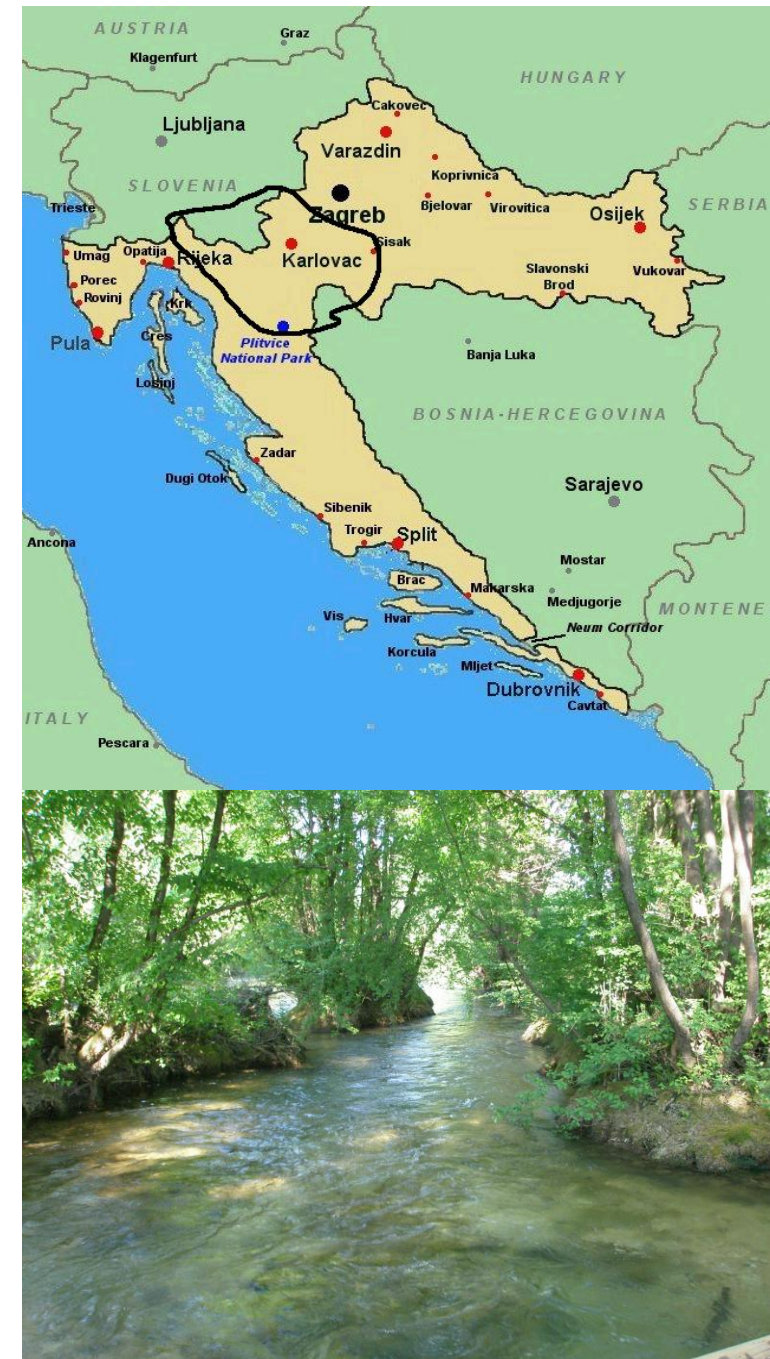 AUSTRIA
Graz
Klagenfurt
HUNGARY
Cakovec
Ljubljana
Varazdin
Koprivnica
SLOVENIA
Trieste
Zagreb
Bjelovar
Virovitica
Osijek
SERBIA
Umag
Opatija
Rijeka
Karlovac
Sisak
Slavonski
Brod
Vukovar
Porec
Rovinj
Krk
Pula
Cres
Plitvice
National Park
Banja Luka
Losinj
BOSNIA-HERCEGOVINA
Zadar
Dugi Otok
Sarajevo
Sibenik
Trogir
Split
Ancona
Brac
Makarska
Mostar
Medjugorje
MONTENE
Vis
Hvar
Neum Corridor
Korcula
Mljet
Dubrovnik
Cavtat
ITALY
Pescara